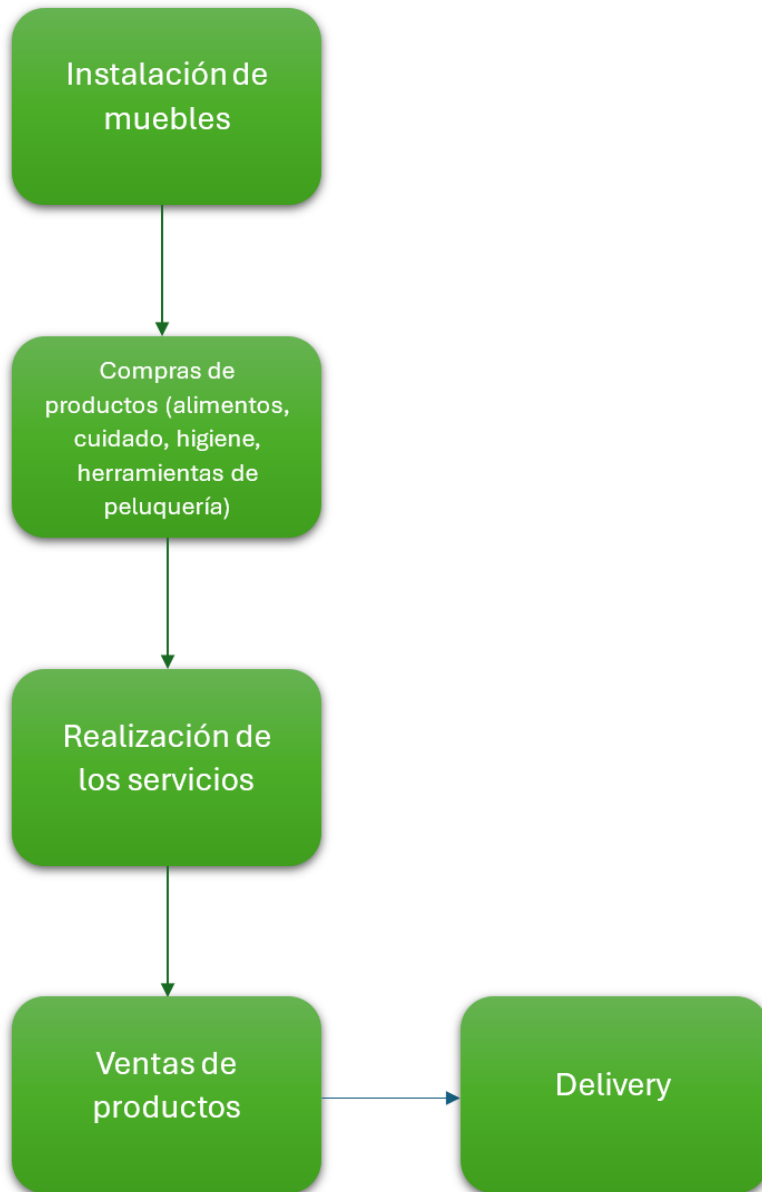 Instalación de
muebles
Compras de
productos (alimentos,
cuidado, higiene,
herramientas de
peluquería)
Realización de
los servicios
Ventas de
productos
Delivery